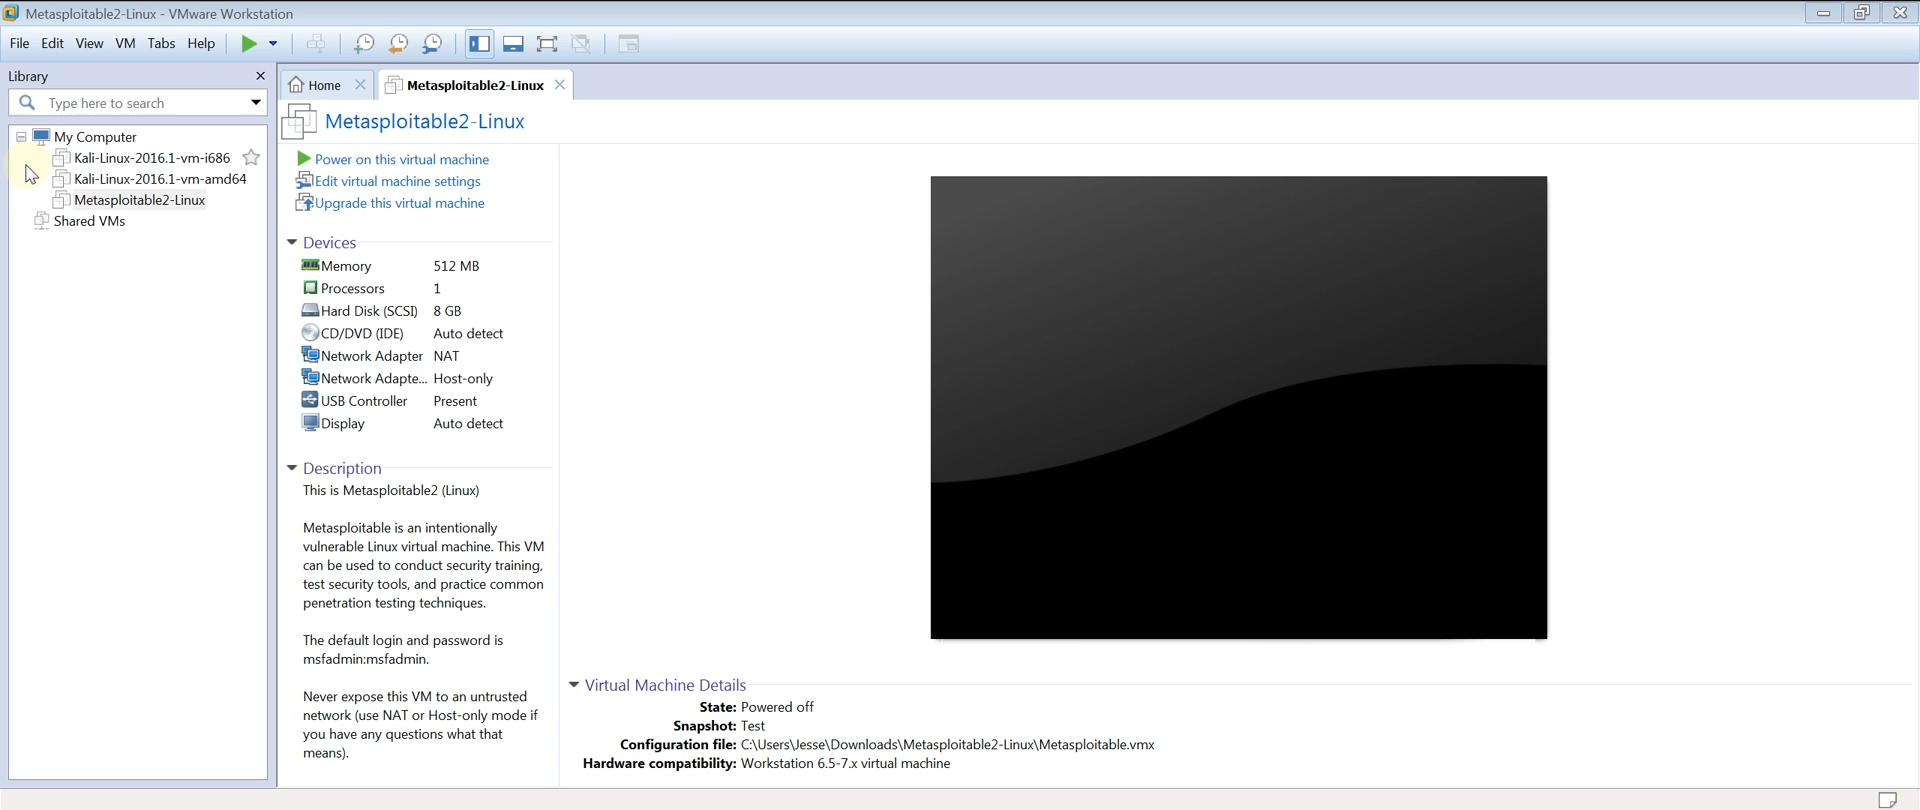 Metasploitable2-Linux - VMware Workstation
File Edit View VM Tabs Help
Library
Type here to search
My Computer
Kali-Linux-2016.1-vm-i686
Kali-Linux-2016.1-vm-amd64
Metasploitable2-Linux
Shared VMs
Home
Metasploitable2-Linux
Metasploitable2-Linux
Power on this virtual machine
Edit virtual machine settings
Upgrade this virtual machine
Devices
Memory 512 MB
Processors 1
Hard Disk (SCSI) 8 GB
CD/DVD (IDE) Auto detect
Network Adapter NAT
Network Adapte... Host-only
USB Controller Present
Display Auto detect
Description
This is Metasploitable2 (Linux)
Metasploitable is an intentionally
vulnerable Linux virtual machine. This VM
can be used to conduct security training,
test security tools, and practice common
penetration testing techniques.
The default login and password is
msfadmin:msfadmin.
Never expose this VM to an untrusted
network (use NAT or Host-only mode if
you have any questions what that
means).
Virtual Machine Details
State: Powered off
Snapshot: Test
Configuration file: C:\Users\Jesse\Downloads\Metasploitable2-Linux\Metasploitable.vmx
Hardware compatibility: Workstation 6.5-7.x virtual machine